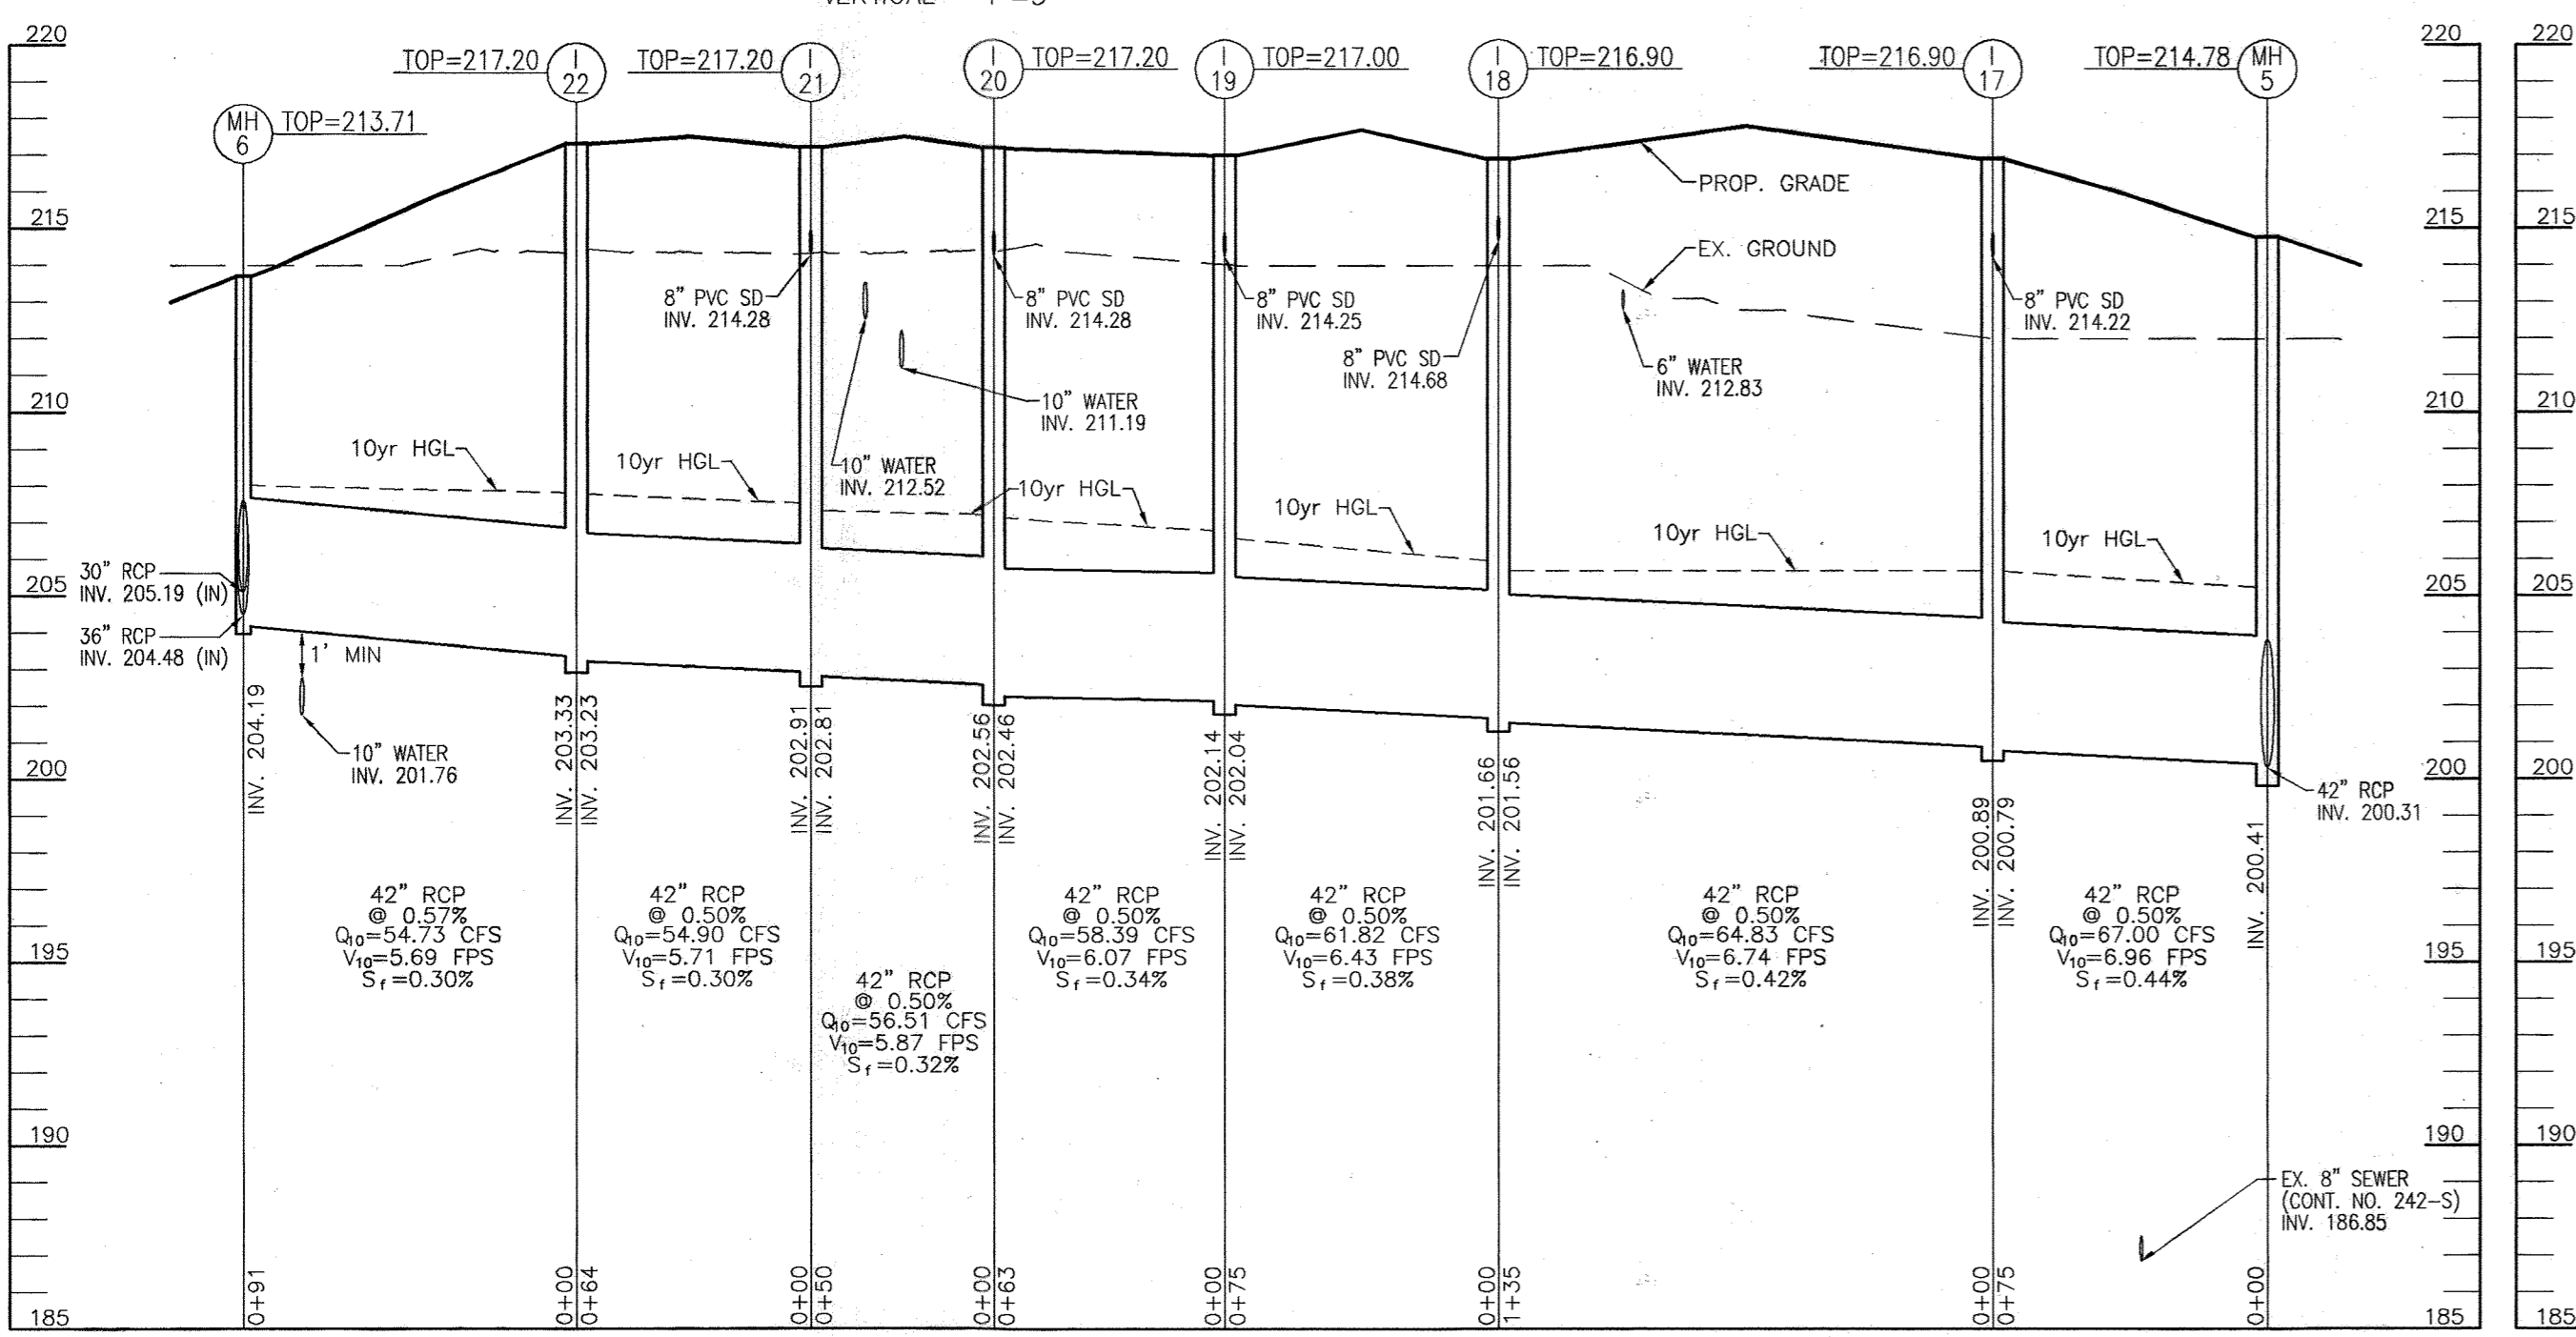 220
TOP=217.20
I
22
TOP=217.20
I
21
I
20
TOP=217.20
I
19
TOP=217.00
I
18
TOP=216.90
TOP=216.90
I
17
TOP=214.78
MH
5
220
220
MH
6
TOP=213.71
PROP. GRADE
215
215
215
EX. GROUND
8" PVC SD
INV. 214.28
8" PVC SD
INV. 214.28
8" PVC SD
INV. 214.25
8" PVC SD
INV. 214.68
6" WATER
INV. 212.83
8" PVC SD
INV. 214.22
210
10" WATER
INV. 211.19
210
210
10yr HGL
10yr HGL
10" WATER
INV. 212.52
10yr HGL
10yr HGL
10yr HGL
10yr HGL
30" RCP
INV. 205.19 (IN)
205
205
205
36" RCP
INV. 204.48 (IN)
1' MIN
10" WATER
INV. 201.76
200
200
200
42" RCP
INV. 200.31
INV. 204.19
INV. 203.33
INV. 203.23
INV. 202.91
INV. 202.81
INV. 202.56
INV. 202.46
INV. 202.14
INV. 202.04
INV. 201.66
INV. 201.56
INV. 200.89
INV. 200.79
INV. 200.41
42" RCP
@ 0.57%
Q10=54.73 CFS
V10=5.69 FPS
Sf=0.30%
42" RCP
@ 0.50%
Q10=54.90 CFS
V10=5.71 FPS
Sf=0.30%
42" RCP
@ 0.50%
Q10=56.51 CFS
V10=5.87 FPS
Sf=0.32%
42" RCP
@ 0.50%
Q10=58.39 CFS
V10=6.07 FPS
Sf=0.34%
42" RCP
@ 0.50%
Q10=61.82 CFS
V10=6.43 FPS
Sf=0.38%
42" RCP
@ 0.50%
Q10=64.83 CFS
V10=6.74 FPS
Sf=0.42%
42" RCP
@ 0.50%
Q10=67.00 CFS
V10=6.96 FPS
Sf=0.44%
195
195
195
190
190
190
EX. 8" SEWER
(CONT. NO. 242-S)
INV. 186.85
185
0+91
0+00
0+64
0+00
0+50
0+00
0+63
0+00
0+75
0+00
1+35
0+00
0+75
0+00
185
185